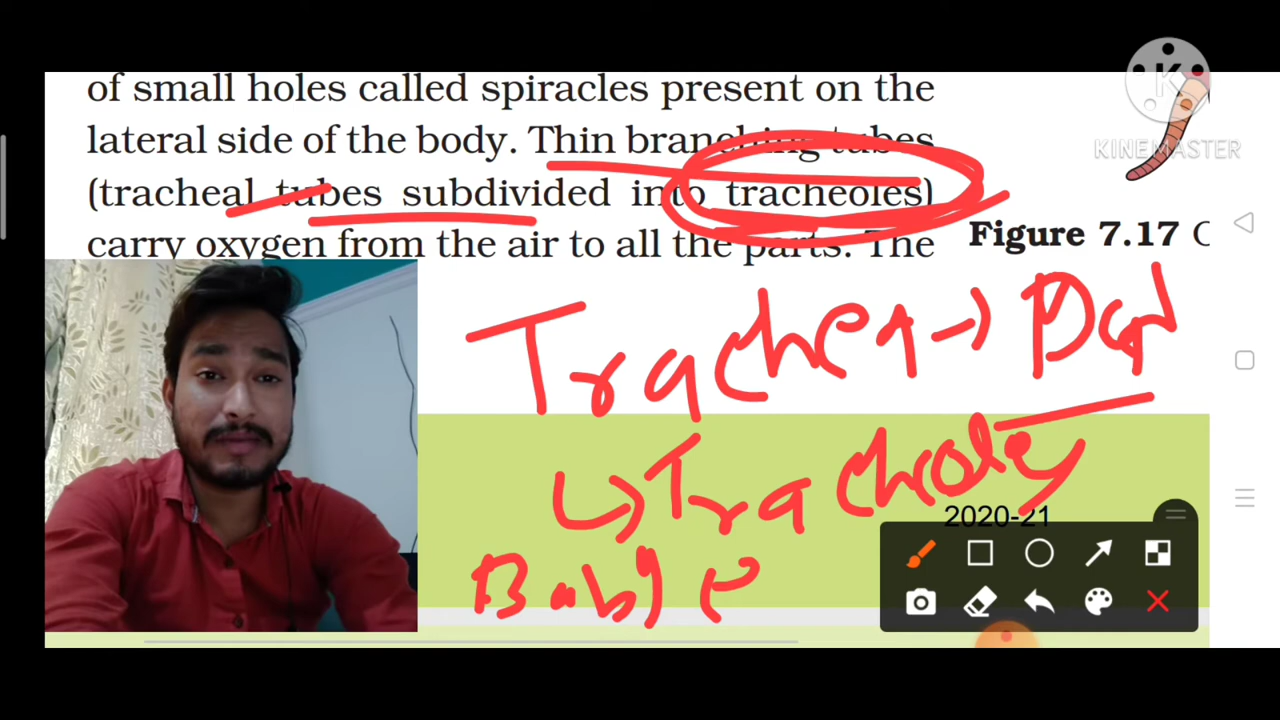 of small holes called spiracles present on the
lateral side of the body. Thin branching tubes
(tracheal tubes subdivided into tracheoles)
carry oxygen from the air to all the parts. The
KINEMASTER
Figure 7.17 C
Trachea →
↳ Trachole
2020-21
Baby